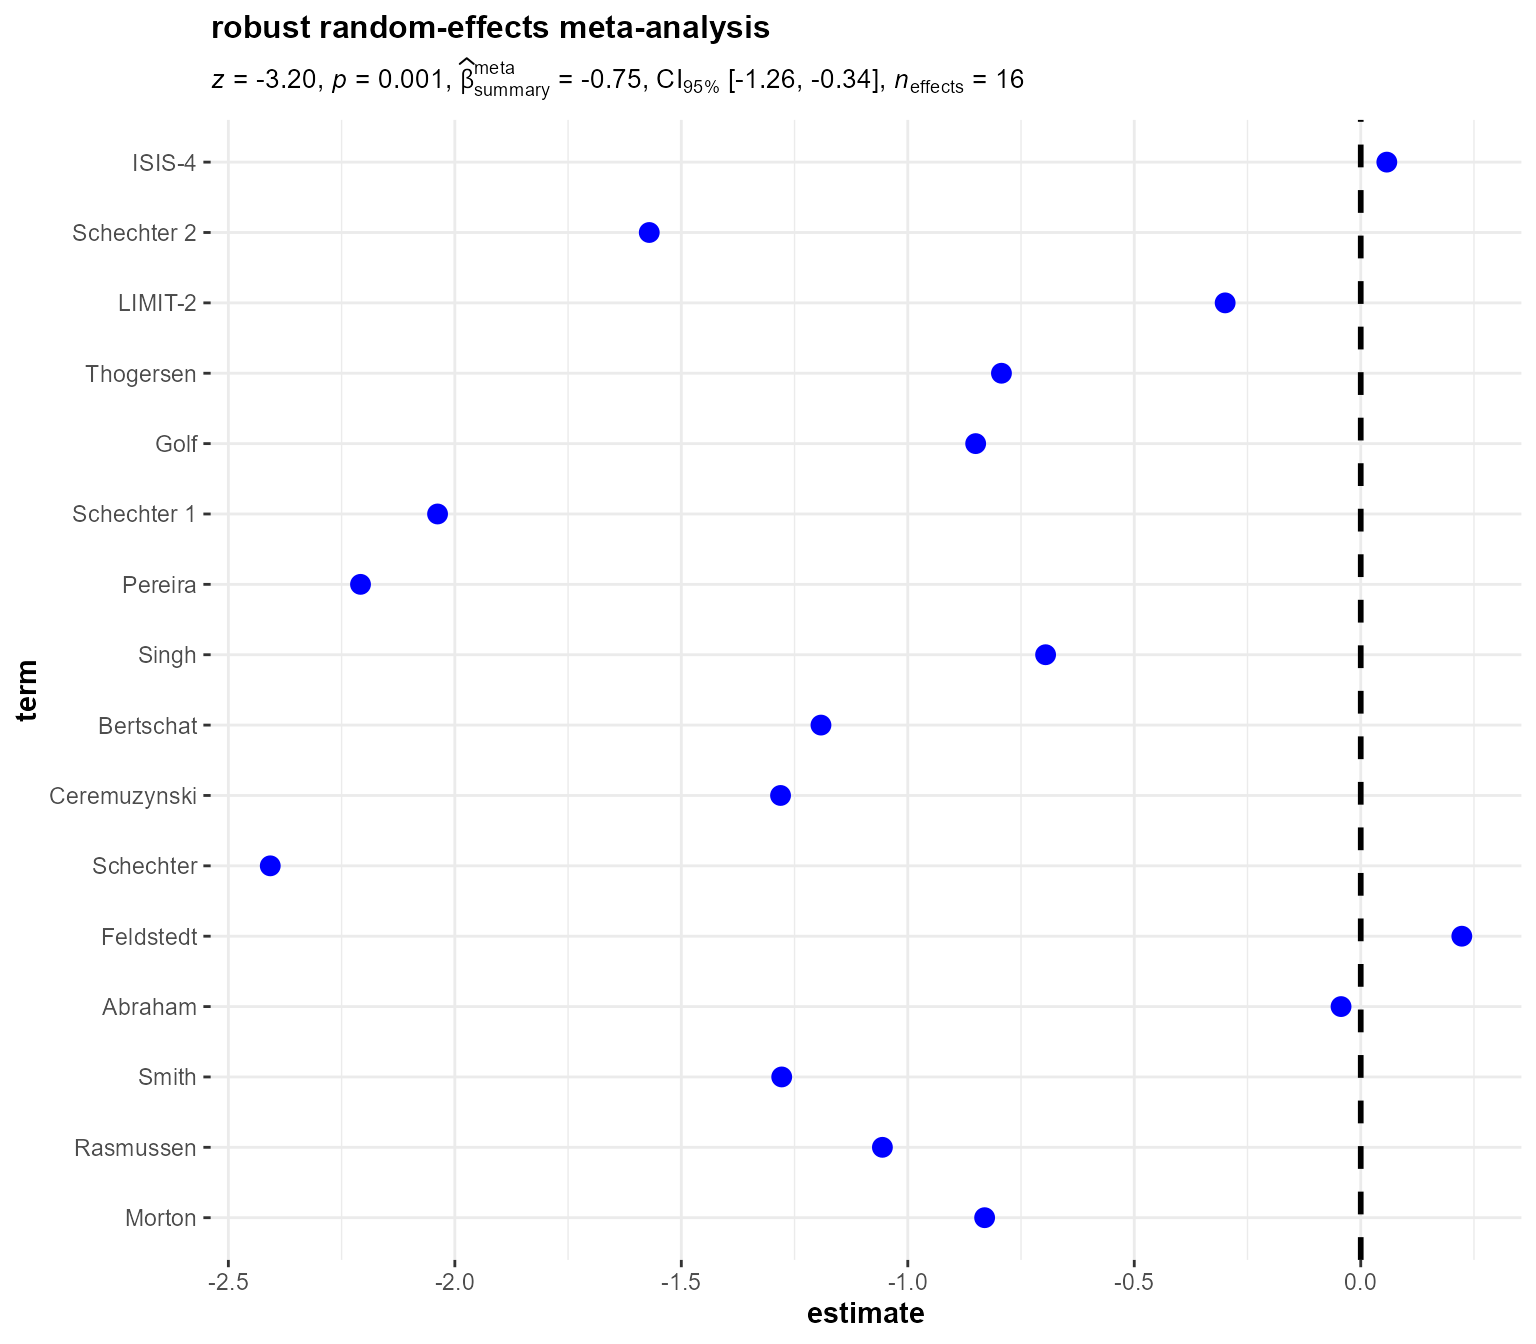 robust random-effects meta-analysis
z = -3.20, p = 0.001, β̂ meta summary = -0.75, CI95% [-1.26, -0.34], neffects = 16
ISIS-4
Schechter 2
LIMIT-2
Thogersen
Golf
Schechter 1
Pereira
Singh
Bertschat
Ceremuzynski
Schechter
Feldstedt
Abraham
Smith
Rasmussen
Morton
term
-2.5 -2.0 -1.5 -1.0 -0.5 0.0
estimate